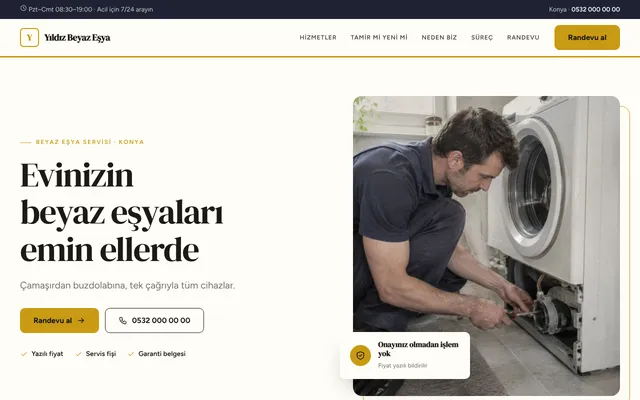 Pzt–Cmt 08:30–19:00 · Acil için 7/24 arayın
Konya · 0532 000 00 00
Y
Yıldız Beyaz Eşya
HİZMETLER
TAMİR Mİ YENİ Mİ
NEDEN BİZ
SÜREÇ
RANDEVU
Randevu al
BEYAZ EŞYA SERVİSİ · KONYA
Evinizin
beyaz eşyaları
emin ellerde
Çamaşırdan buzdolabına, tek çağrıyla tüm cihazlar.
Randevu al →
0532 000 00 00
✓ Yazılı fiyat
✓ Servis fişi
✓ Garanti belgesi
Onayınız olmadan işlem
yok
Fiyat yazılı bildirilir